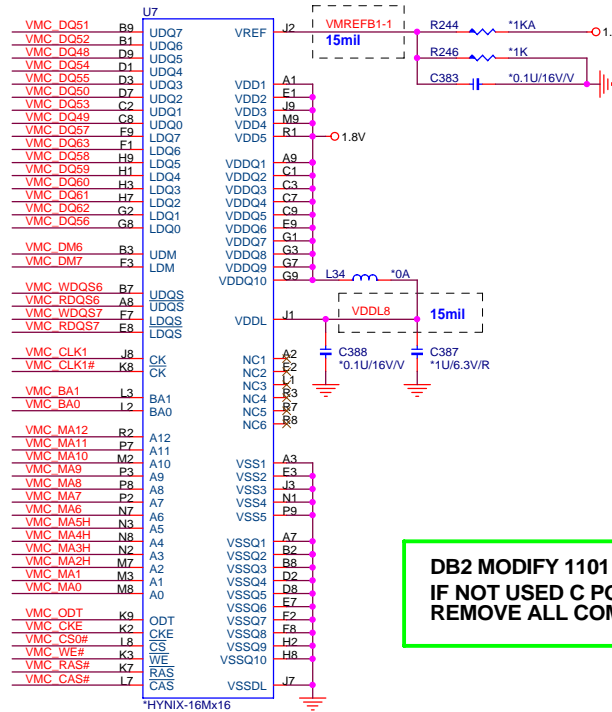 U7
VMC_DQ51 B9 UDQ7 VREF J2 VMREFB1-1 R244 *1KA 1.
VMC_DQ52 B1 UDQ6 15mil
VMC_DQ48 D9 UDQ5 R246 *1K
VMC_DQ54 D1 UDQ4
VMC_DQ55 D3 UDQ3 VDD1 A1 C383 *0.1U/16V/V
VMC_DQ50 D7 UDQ2 VDD2 E1
VMC_DQ53 C2 UDQ1 VDD3 J9
VMC_DQ49 C8 UDQ0 VDD4 M9
VMC_DQ57 F9 LDQ7 VDD5 R1 1.8V
VMC_DQ63 F1 LDQ6
VMC_DQ58 H9 LDQ5 VDDQ1 A9
VMC_DQ59 H1 LDQ4 VDDQ2 C1
VMC_DQ60 H3 LDQ3 VDDQ3 C3
VMC_DQ61 H7 LDQ2 VDDQ4 C7
VMC_DQ62 G2 LDQ1 VDDQ5 C9
VMC_DQ56 G8 LDQ0 VDDQ6 E9
VDDQ7 G1
VMC_DM6 B3 UDM VDDQ8 G3
VMC_DM7 F3 LDM VDDQ9 G7
VDDQ10 G9 L34 *0A
VMC_WDQS6 B7 UDQS
VMC_RDQS6 A8 UDQS
VMC_WDQS7 F7 LDQS VDDL J1 VDDL8 15mil
VMC_RDQS7 E8 LDQS
VMC_CLK1 J8 CK NC1 A2 C388 C387
VMC_CLK1# K8 CK NC2 E2 *0.1U/16V/V *1U/6.3V/R
NC3 L1
VMC_BA1 L3 BA1 NC4 R3
VMC_BA0 L2 BA0 NC5 R7
NC6 R8
VMC_MA12 R2 A12
VMC_MA11 P7 A11
VMC_MA10 M2 A10 VSS1 A3
VMC_MA9 P3 A9 VSS2 E3
VMC_MA8 P8 A8 VSS3 J3
VMC_MA7 P2 A7 VSS4 N1
VMC_MA6 N7 A6 VSS5 P9
VMC_MA5H N3 A5
VMC_MA4H N8 A4 VSSQ1 A7
VMC_MA3H N2 A3 VSSQ2 B2
VMC_MA2H M7 A2 VSSQ3 B8
VMC_MA1 M3 A1 VSSQ4 D2
VMC_MA0 M8 A0 VSSQ5 D8
VSSQ6 E7
VMC_ODT K9 ODT VSSQ7 F2
VMC_CKE K2 CKE VSSQ8 F8
VMC_CS0# L8 CS VSSQ9 H2
VMC_WE# K3 WE VSSQ10 H8
VMC_RAS# K7 RAS
VMC_CAS# L7 CAS VSSDL J7
*HYNIX-16Mx16
DB2 MODIFY 1101
IF NOT USED C PO
REMOVE ALL COM